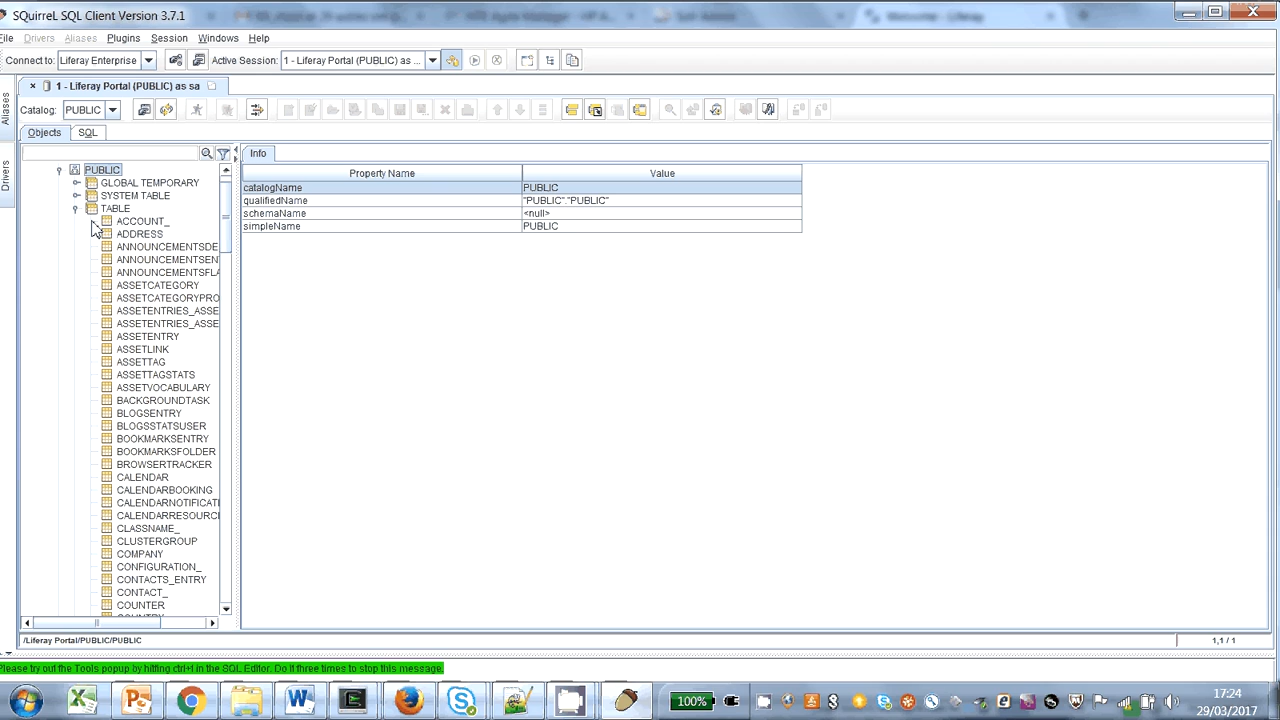 SQuirreL SQL Client Version 3.7.1
File Drivers Aliases Plugins Session Windows Help
Connect to: Liferay Enterprise Active Session: 1 - Liferay Portal (PUBLIC) as ...
1 - Liferay Portal (PUBLIC) as sa
Catalog: PUBLIC
Objects SQL
Aliases
Drivers
PUBLIC
GLOBAL TEMPORARY
SYSTEM TABLE
TABLE
ACCOUNT_
ADDRESS
ANNOUNCEMENTSDE
ANNOUNCEMENTSEN
ANNOUNCEMENTSFLA
ASSETCATEGORY
ASSETCATEGORYPRO
ASSETENTRIES_ASSE
ASSETENTRIES_ASSE
ASSETENTRY
ASSETLINK
ASSETTAG
ASSETTAGSTATS
ASSETVOCABULARY
BACKGROUNDTASK
BLOGSENTRY
BLOGSSTATSUSER
BOOKMARKSENTRY
BOOKMARKSFOLDER
BROWSERTRACKER
CALENDAR
CALENDARBOOKING
CALENDARNOTIFICATI
CALENDARRESOURC
CLASSNAME_
CLUSTERGROUP
COMPANY
CONFIGURATION_
CONTACTS_ENTRY
CONTACT_
COUNTER
Info
Property Name Value
catalogName PUBLIC
qualifiedName "PUBLIC"."PUBLIC"
schemaName <null>
simpleName PUBLIC
/Liferay Portal/PUBLIC/PUBLIC 1,1 / 1
Please try out the Tools popup by hitting ctrl+t in the SQL Editor. Do it three times to stop this message.
100%
17:24
29/03/2017